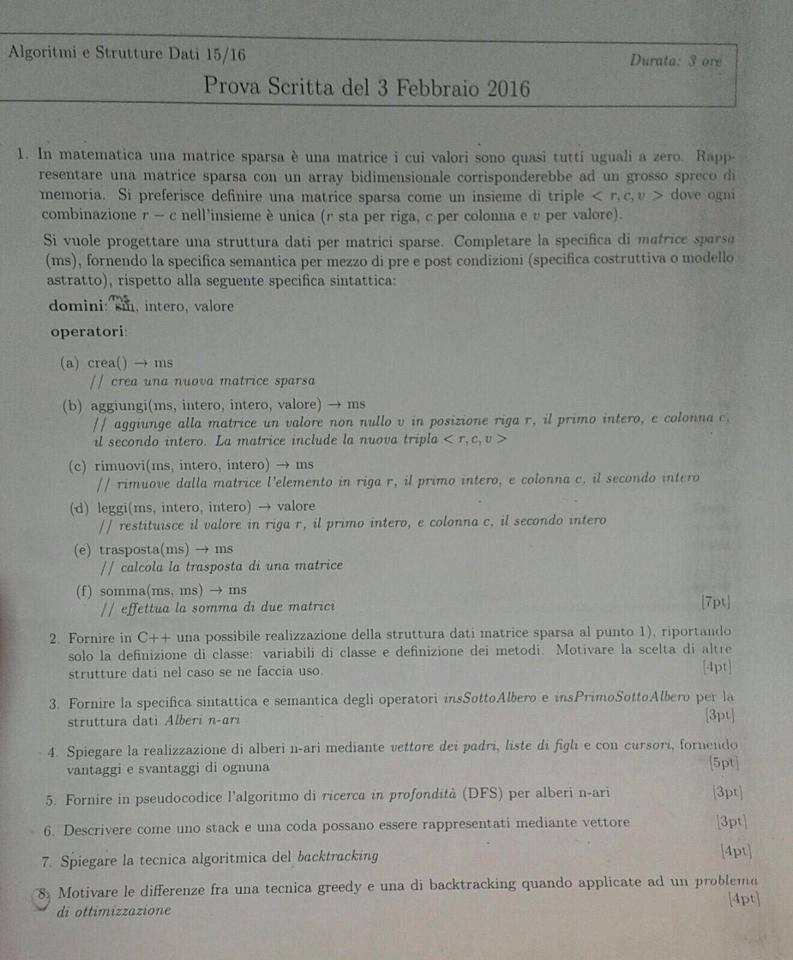 Algoritmi e Strutture Dati 15/16
Durata: 3 ore
Prova Scritta del 3 Febbraio 2016
1. In matematica una matrice sparsa è una matrice i cui valori sono quasi tutti uguali a zero. Rapp-
resentare una matrice sparsa con un array bidimensionale corrisponderebbe ad un grosso spreco di
memoria. Si preferisce definire una matrice sparsa come un insieme di triple < r, c, v > dove ogni
combinazione r − c nell'insieme è unica (r sta per riga, c per colonna e v per valore).
Si vuole progettare una struttura dati per matrici sparse. Completare la specifica di matrice sparsa
(ms), fornendo la specifica semantica per mezzo di pre e post condizioni (specifica costruttiva o modello
astratto), rispetto alla seguente specifica sintattica:
domini: ms, intero, valore
operatori:
(a) crea() → ms
// crea una nuova matrice sparsa
(b) aggiungi(ms, intero, intero, valore) → ms
// aggiunge alla matrice un valore non nullo v in posizione riga r, il primo intero, e colonna c,
il secondo intero. La matrice include la nuova tripla < r, c, v >
(c) rimuovi(ms, intero, intero) → ms
// rimuove dalla matrice l'elemento in riga r, il primo intero, e colonna c, il secondo intero
(d) leggi(ms, intero, intero) → valore
// restituisce il valore in riga r, il primo intero, e colonna c, il secondo intero
(e) trasposta(ms) → ms
// calcola la trasposta di una matrice
(f) somma(ms, ms) → ms
// effettua la somma di due matrici [7pt]
2. Fornire in C++ una possibile realizzazione della struttura dati matrice sparsa al punto 1), riportando
solo la definizione di classe: variabili di classe e definizione dei metodi. Motivare la scelta di altre
strutture dati nel caso se ne faccia uso. [4pt]
3. Fornire la specifica sintattica e semantica degli operatori insSottoAlbero e insPrimoSottoAlbero per la
struttura dati Alberi n-ari [3pt]
4. Spiegare la realizzazione di alberi n-ari mediante vettore dei padri, liste di figli e con cursori, fornendo
vantaggi e svantaggi di ognuna [5pt]
5. Fornire in pseudocodice l'algoritmo di ricerca in profondità (DFS) per alberi n-ari [3pt]
6. Descrivere come uno stack e una coda possano essere rappresentati mediante vettore [3pt]
7. Spiegare la tecnica algoritmica del backtracking [4pt]
8. Motivare le differenze fra una tecnica greedy e una di backtracking quando applicate ad un problema
di ottimizzazione [4pt]